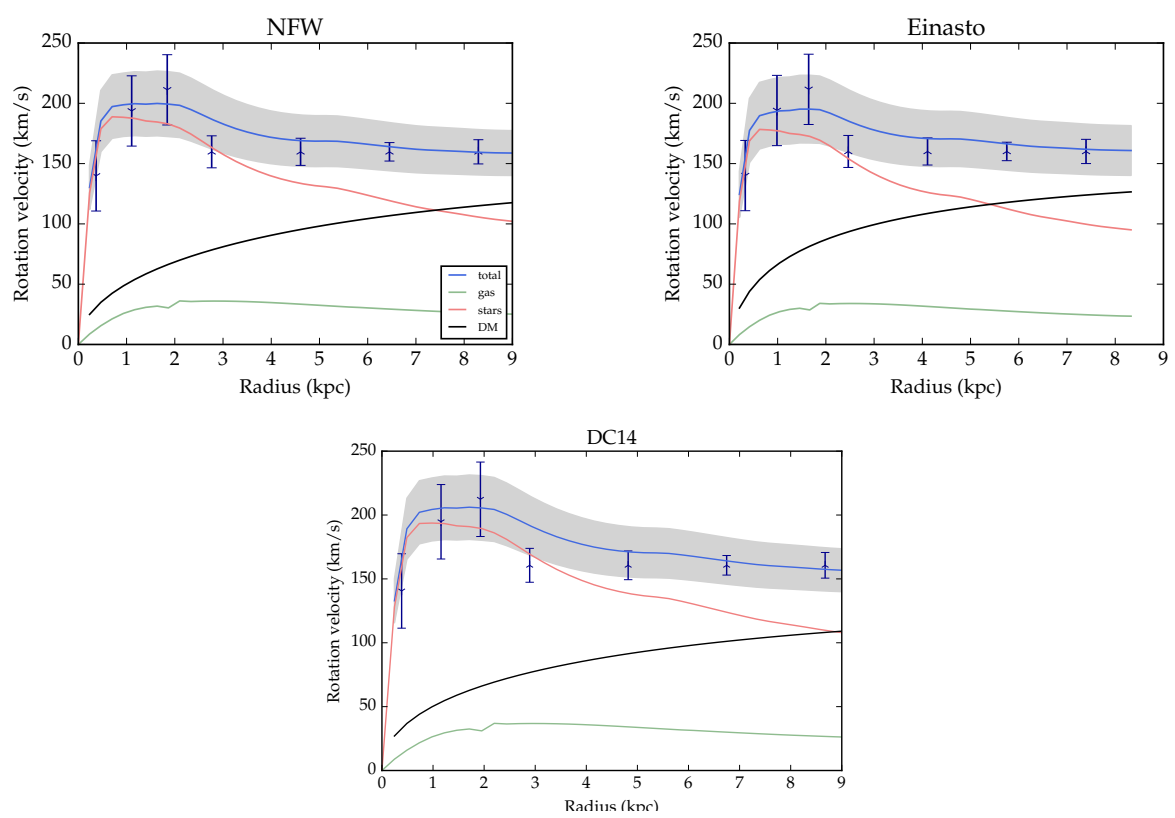 NFW
250
200
150
100
50
0
Rotation velocity (km/s)
total
gas
stars
DM
0 1 2 3 4 5 6 7 8 9
Radius (kpc)
Einasto
250
200
150
100
50
0
Rotation velocity (km/s)
0 1 2 3 4 5 6 7 8 9
Radius (kpc)
DC14
250
200
150
100
50
0
Rotation velocity (km/s)
0 1 2 3 4 5 6 7 8 9
Radius (kpc)